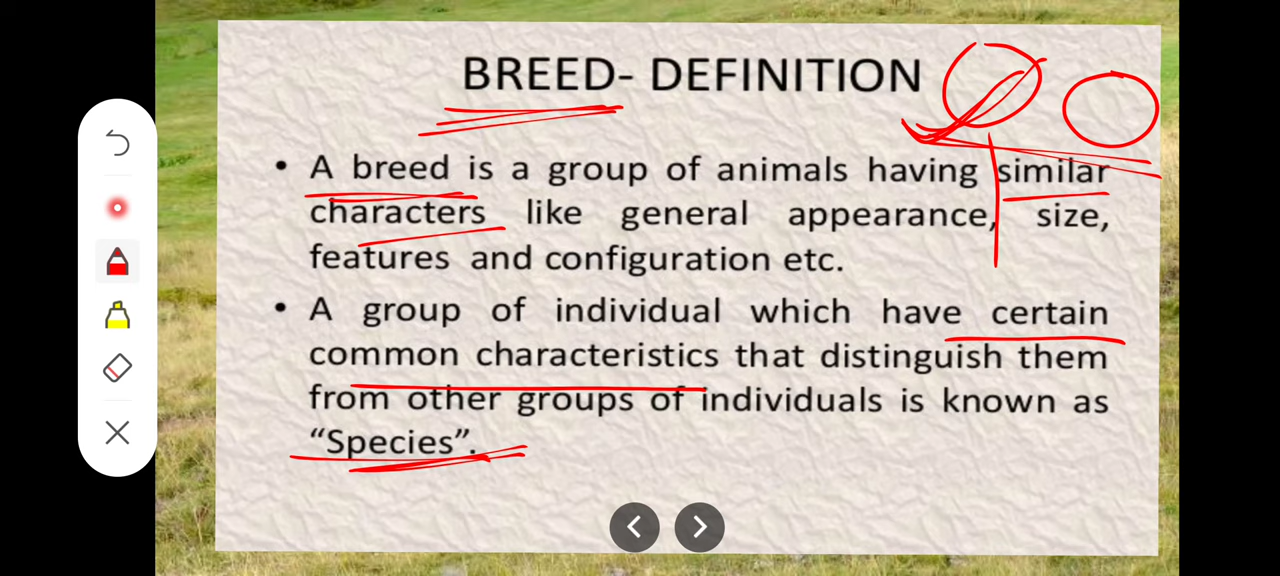 BREED- DEFINITION
• A breed is a group of animals having similar
characters like general appearance, size,
features and configuration etc.
• A group of individual which have certain
common characteristics that distinguish them
from other groups of individuals is known as
“Species”.